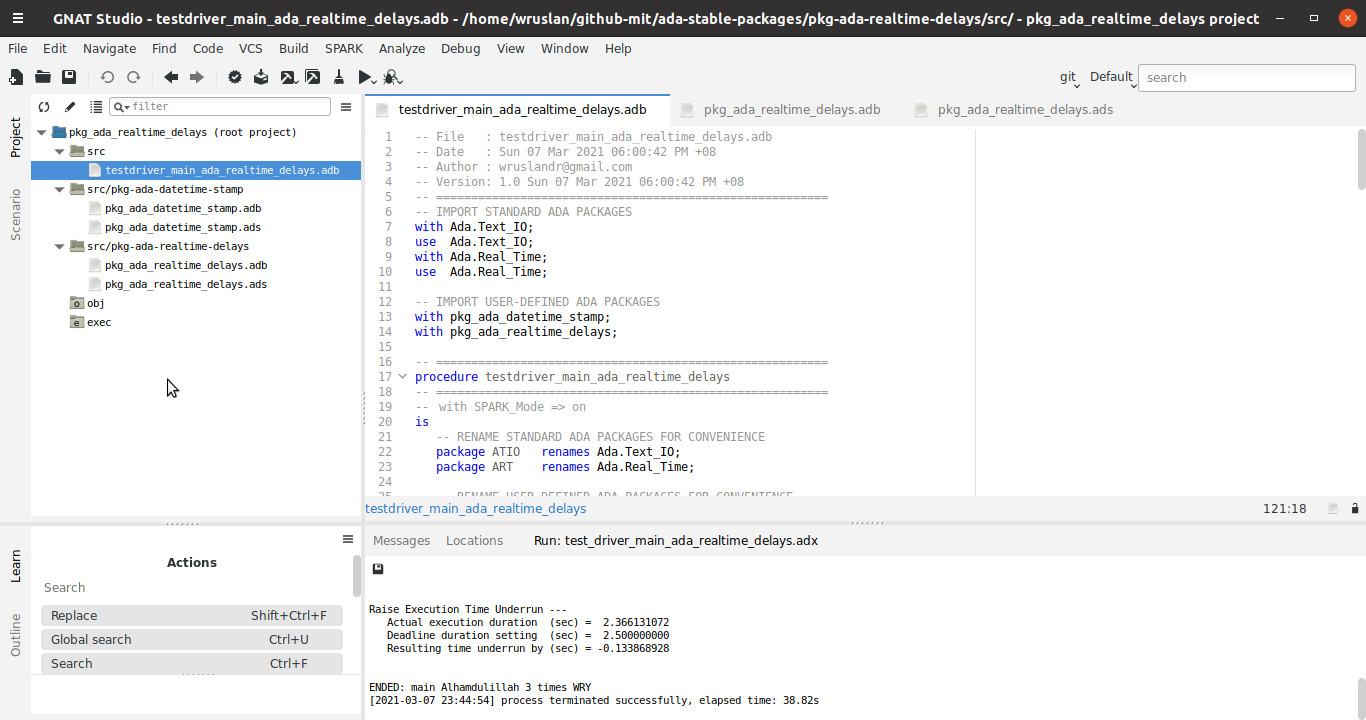 GNAT Studio - testdriver_main_ada_realtime_delays.adb - /home/wruslan/github-mit/ada-stable-packages/pkg-ada-realtime-delays/src/ - pkg_ada_realtime_delays project
File Edit Navigate Find Code VCS Build SPARK Analyze Debug View Window Help
git Default search
Project
Scenario
filter
pkg_ada_realtime_delays (root project)
src
testdriver_main_ada_realtime_delays.adb
src/pkg-ada-datetime-stamp
pkg_ada_datetime_stamp.adb
pkg_ada_datetime_stamp.ads
src/pkg-ada-realtime-delays
pkg_ada_realtime_delays.adb
pkg_ada_realtime_delays.ads
o obj
e exec
testdriver_main_ada_realtime_delays.adb pkg_ada_realtime_delays.adb pkg_ada_realtime_delays.ads
1 -- File   : testdriver_main_ada_realtime_delays.adb
2 -- Date   : Sun 07 Mar 2021 06:00:42 PM +08
3 -- Author : wruslandr@gmail.com
4 -- Version: 1.0 Sun 07 Mar 2021 06:00:42 PM +08
5 -- ========================================================
6 -- IMPORT STANDARD ADA PACKAGES
7 with Ada.Text_IO;
8 use  Ada.Text_IO;
9 with Ada.Real_Time;
10 use  Ada.Real_Time;
11
12 -- IMPORT USER-DEFINED ADA PACKAGES
13 with pkg_ada_datetime_stamp;
14 with pkg_ada_realtime_delays;
15
16 -- ========================================================
17 procedure testdriver_main_ada_realtime_delays
18 -- ========================================================
19 --  with SPARK_Mode => on
20 is
21    -- RENAME STANDARD ADA PACKAGES FOR CONVENIENCE
22    package ATIO   renames Ada.Text_IO;
23    package ART    renames Ada.Real_Time;
24
25    -- RENAME USER-DEFINED ADA PACKAGES FOR CONVENIENCE
testdriver_main_ada_realtime_delays 121:18
Learn
Outline
Actions
Search
Replace Shift+Ctrl+F
Global search Ctrl+U
Search Ctrl+F
Messages Locations Run: test_driver_main_ada_realtime_delays.adx
Raise Execution Time Underrun ---
   Actual execution duration  (sec) =  2.366131072
   Deadline duration setting  (sec) =  2.500000000
   Resulting time underrun by (sec) = -0.133868928
ENDED: main Alhamdulillah 3 times WRY
[2021-03-07 23:44:54] process terminated successfully, elapsed time: 38.82s